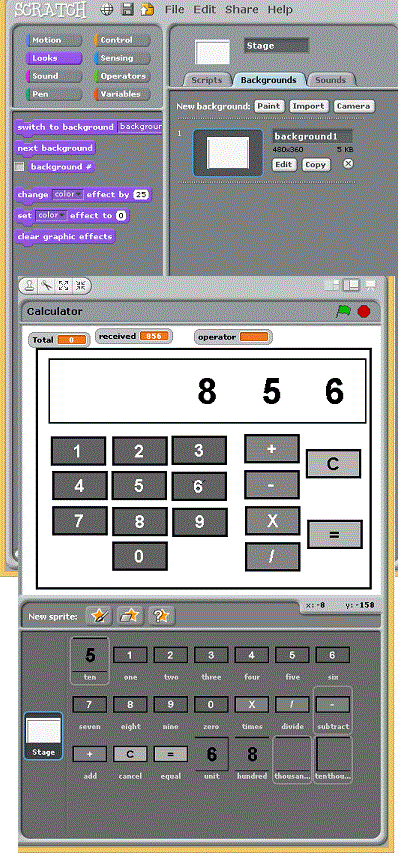 SCRATCH File Edit Share Help
Motion Control
Looks Sensing
Sound Operators
Pen Variables
Stage
Scripts Backgrounds Sounds
switch to background backgroun
next background
background #
change color effect by 25
set color effect to 0
clear graphic effects
New background: Paint Import Camera
1
background1
480x360 5 KB
Edit Copy
Calculator
Total 0 received 856 operator
8 5 6
1 2 3 +
C
4 5 6 -
7 8 9 X
=
0 /
x: -8 y: -158
New sprite:
5 1 2 3 4 5 6
ten one two three four five six
7 8 9 0 X / -
seven eight nine zero times divide subtract
+ C = 6 8
add cancel equal unit hundred thousan... tenthou...
Stage